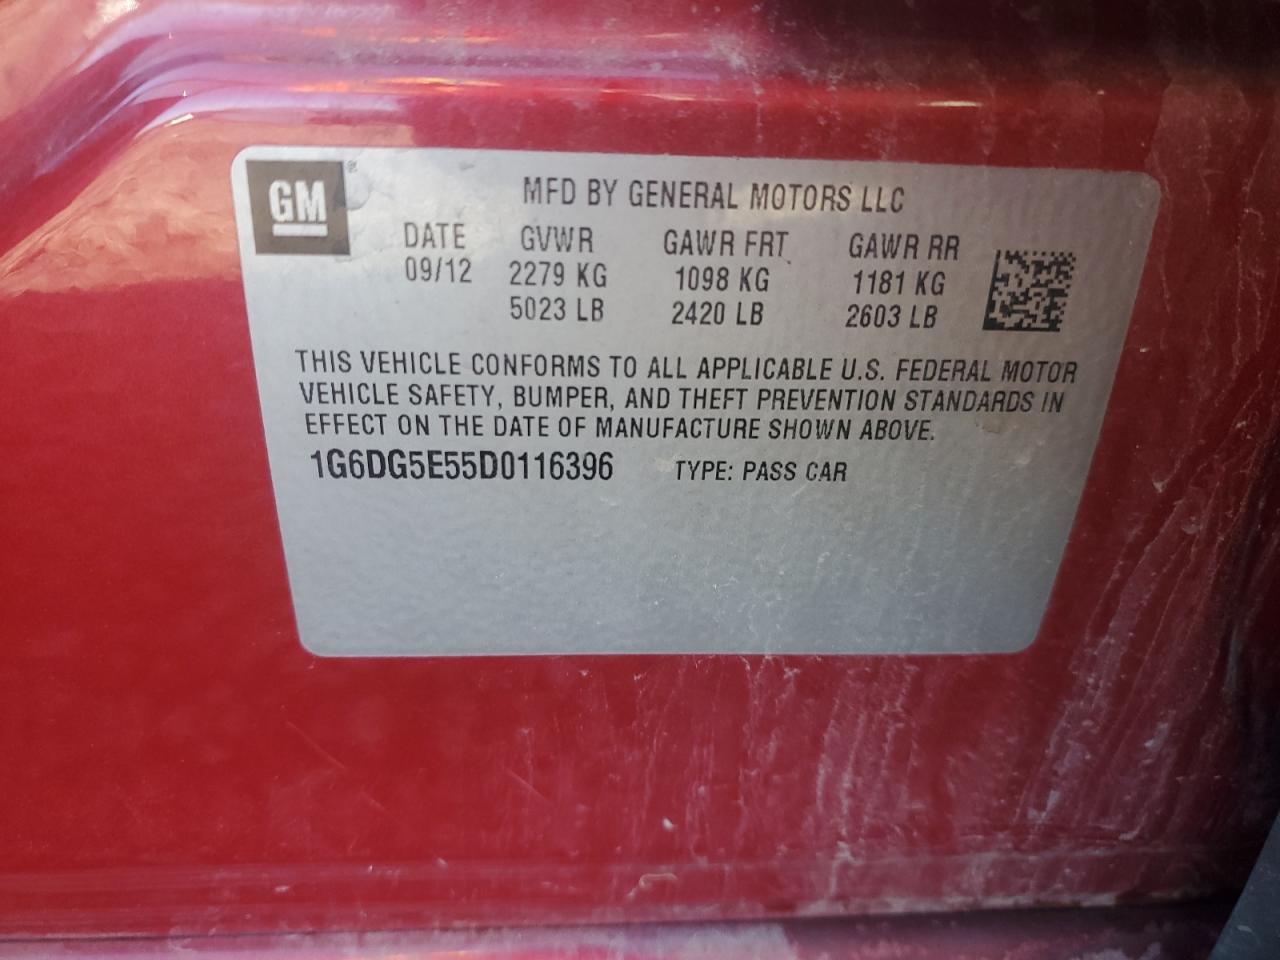 GM ®
MFD BY GENERAL MOTORS LLC
DATE GVWR GAWR FRT GAWR RR
09/12 2279 KG 1098 KG 1181 KG
5023 LB 2420 LB 2603 LB
THIS VEHICLE CONFORMS TO ALL APPLICABLE U.S. FEDERAL MOTOR
VEHICLE SAFETY, BUMPER, AND THEFT PREVENTION STANDARDS IN
EFFECT ON THE DATE OF MANUFACTURE SHOWN ABOVE.
1G6DG5E55D0116396 TYPE: PASS CAR